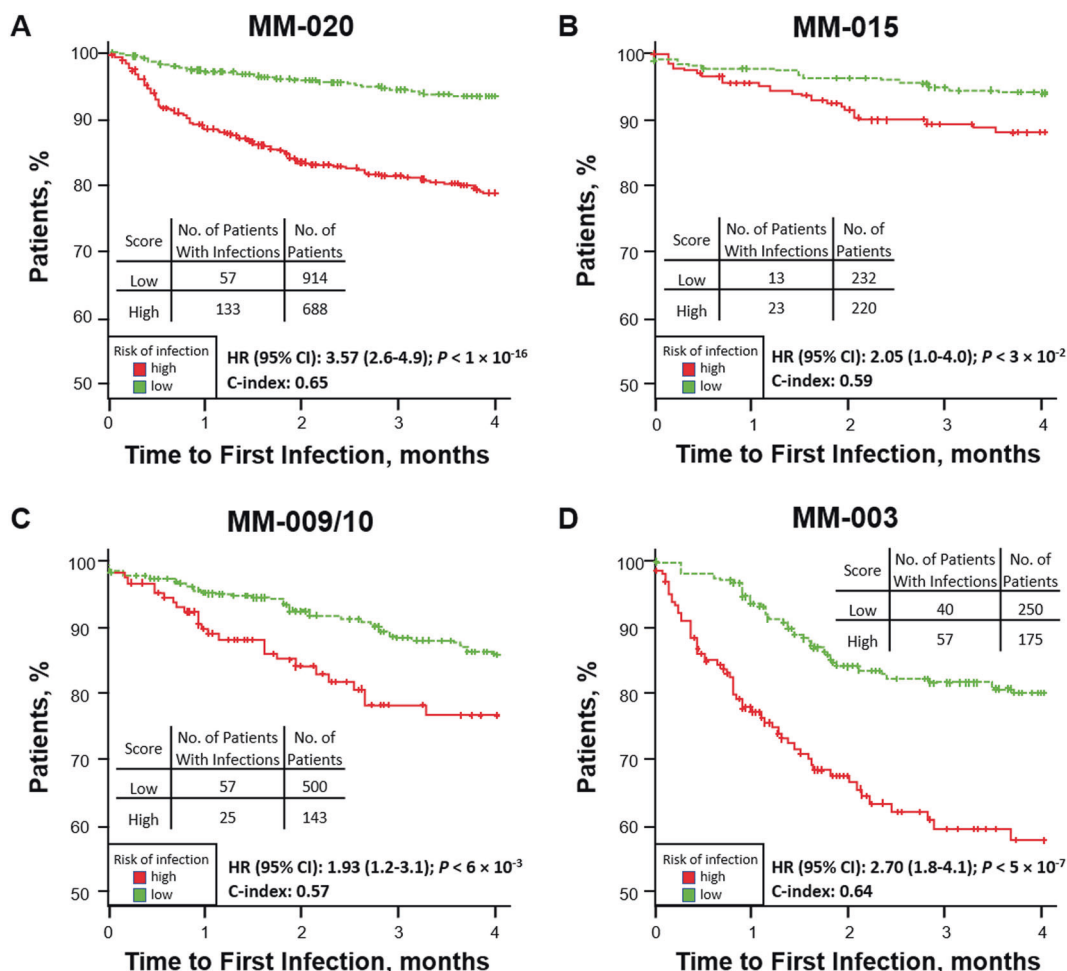 A
MM-020
Patients, %
100
90
80
70
60
50
Score
No. of Patients
With Infections
No. of
Patients
Low 57 914
High 133 688
Risk of infection
high
low
HR (95% CI): 3.57 (2.6-4.9); P < 1 × 10⁻¹⁶
C-index: 0.65
0 1 2 3 4
Time to First Infection, months
B
MM-015
Patients, %
100
90
80
70
60
50
Score
No. of Patients
With Infections
No. of
Patients
Low 13 232
High 23 220
Risk of infection
high
low
HR (95% CI): 2.05 (1.0-4.0); P < 3 × 10⁻²
C-index: 0.59
0 1 2 3 4
Time to First Infection, months
C
MM-009/10
Patients, %
100
90
80
70
60
50
Score
No. of Patients
With Infections
No. of
Patients
Low 57 500
High 25 143
Risk of infection
high
low
HR (95% CI): 1.93 (1.2-3.1); P < 6 × 10⁻³
C-index: 0.57
0 1 2 3 4
Time to First Infection, months
D
MM-003
Patients, %
100
90
80
70
60
50
Score
No. of Patients
With Infections
No. of
Patients
Low 40 250
High 57 175
Risk of infection
high
low
HR (95% CI): 2.70 (1.8-4.1); P < 5 × 10⁻⁷
C-index: 0.64
0 1 2 3 4
Time to First Infection, months